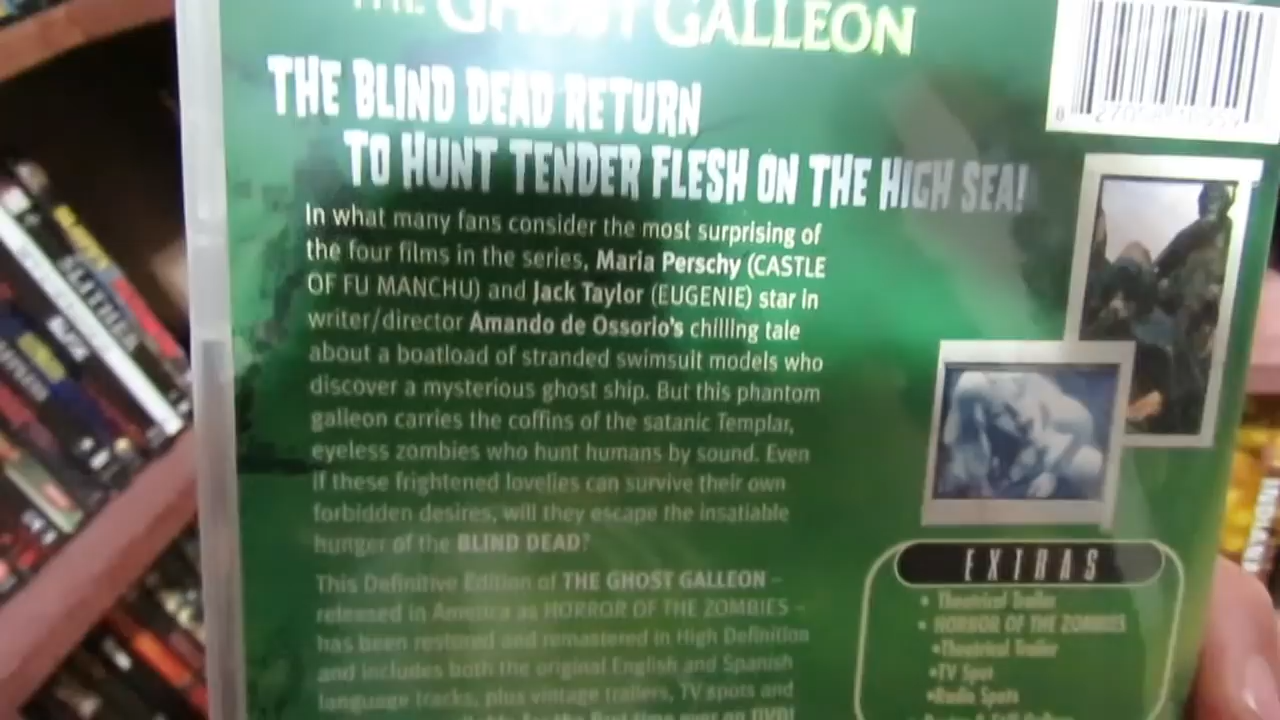 THE GHOST GALLEON
THE BLIND DEAD RETURN
TO HUNT TENDER FLESH ON THE HIGH SEA!
In what many fans consider the most surprising of
the four films in the series, Maria Perschy (CASTLE
OF FU MANCHU) and Jack Taylor (EUGENIE) star in
writer/director Amando de Ossorio's chilling tale
about a boatload of stranded swimsuit models who
discover a mysterious ghost ship. But this phantom
galleon carries the coffins of the satanic Templar,
eyeless zombies who hunt humans by sound. Even
if these frightened lovelies can survive their own
forbidden desires, will they escape the insatiable
hunger of the BLIND DEAD?
This Definitive Edition of THE GHOST GALLEON –
released in America as HORROR OF THE ZOMBIES –
has been restored and remastered in High Definition
and includes both the original English and Spanish
language tracks, plus vintage trailers, TV spots and
for the first time ever on DVD!
EXTRAS
• Theatrical Trailer
• HORROR OF THE ZOMBIES
•Theatrical Trailer
•TV Spot
•Radio Spots